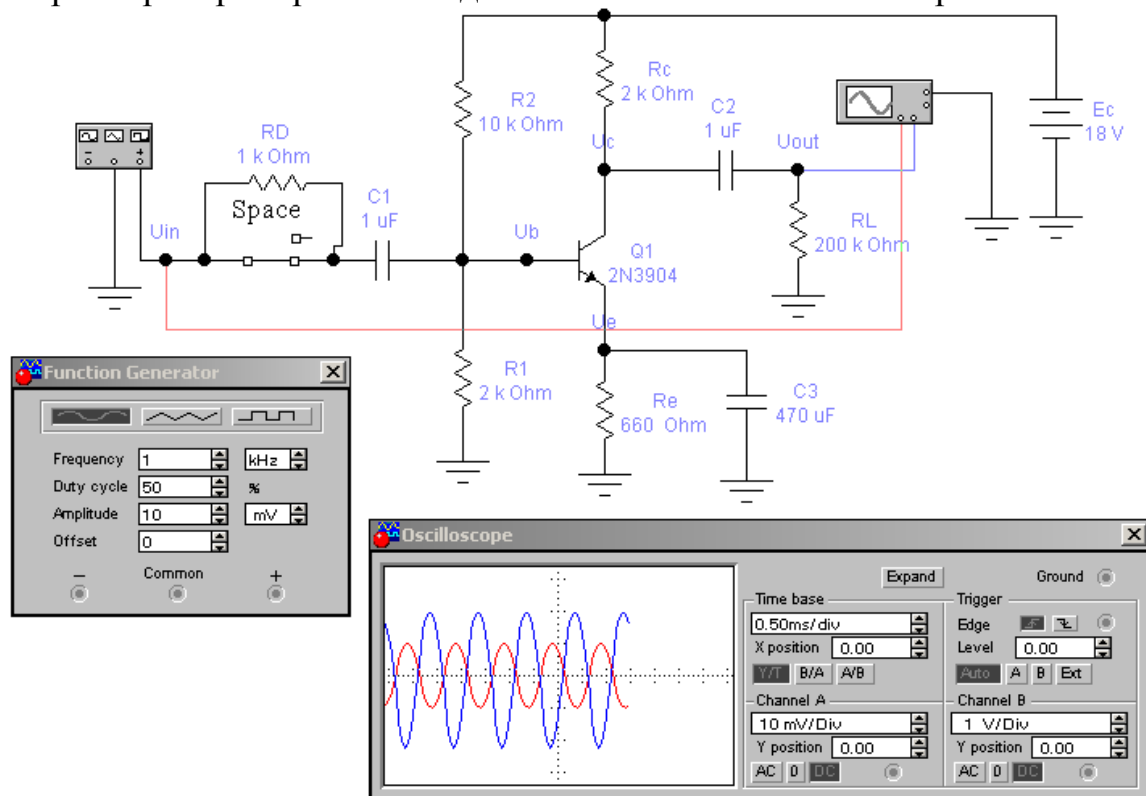 Rc
2 k Ohm
R2
10 k Ohm
C2
1 uF
Ec
18 V
RD
1 k Ohm
Space
C1
1 uF
Uc
Uout
Uin
Ub
RL
200 k Ohm
Q1
2N3904
Ue
R1
2 k Ohm
Re
660 Ohm
C3
470 uF
Function Generator
Frequency 1 kHz
Duty cycle 50 %
Amplitude 10 mV
Offset 0
− Common +
Oscilloscope
Expand Ground
Time base Trigger
0.50ms/div Edge
X position 0.00 Level 0.00
Y/T B/A A/B Auto A B Ext
Channel A Channel B
10 mV/Div 1 V/Div
Y position 0.00 Y position 0.00
AC 0 DC AC 0 DC